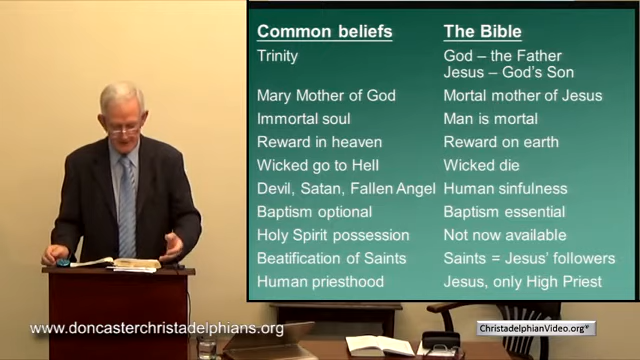 Common beliefs The Bible
Trinity God – the Father
Jesus – God's Son
Mary Mother of God Mortal mother of Jesus
Immortal soul Man is mortal
Reward in heaven Reward on earth
Wicked go to Hell Wicked die
Devil, Satan, Fallen Angel Human sinfulness
Baptism optional Baptism essential
Holy Spirit possession Not now available
Beatification of Saints Saints = Jesus' followers
Human priesthood Jesus, only High Priest
www.doncasterchristadelphians.org
ChristadelphianVideo.org*